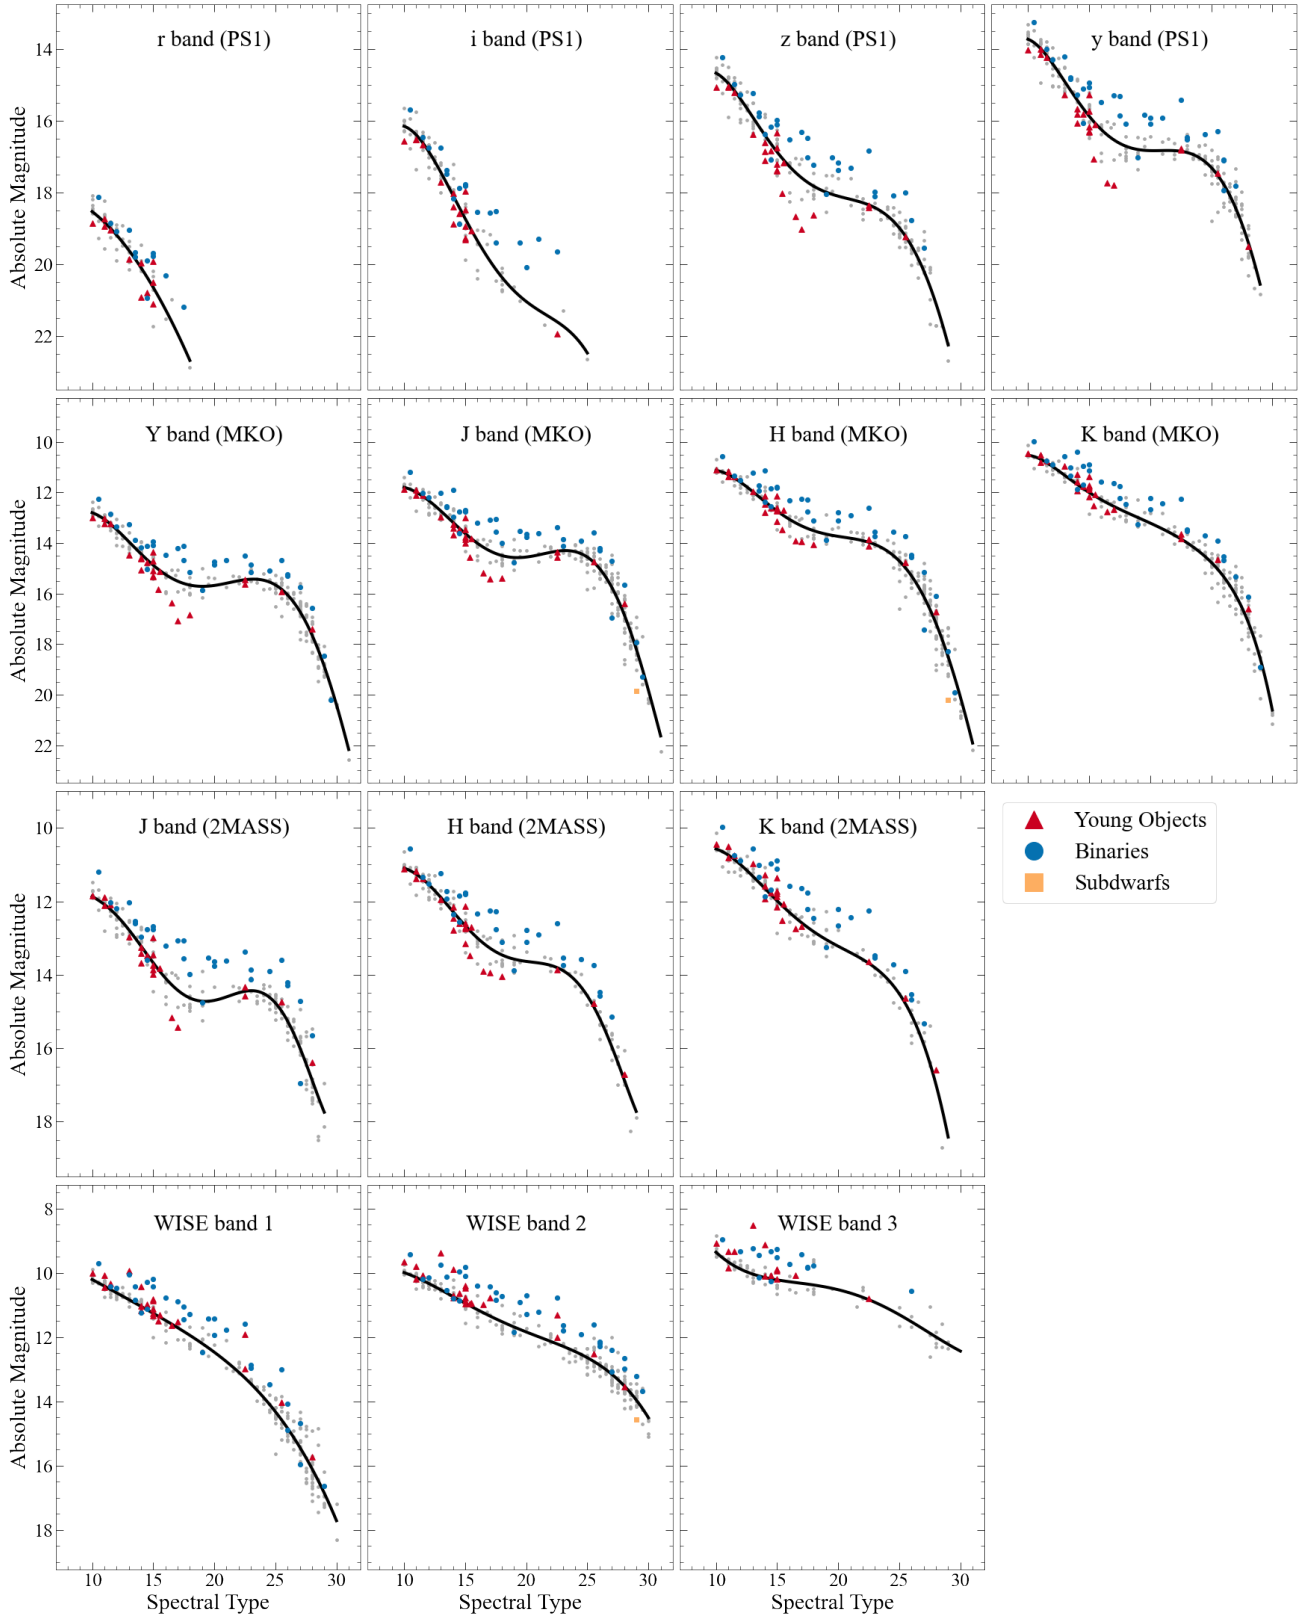 r band (PS1)
i band (PS1)
z band (PS1)
y band (PS1)
14
16
18
20
22
Absolute Magnitude
Y band (MKO)
J band (MKO)
H band (MKO)
K band (MKO)
10
12
14
16
18
20
22
Absolute Magnitude
J band (2MASS)
H band (2MASS)
K band (2MASS)
10
12
14
16
18
Absolute Magnitude
Young Objects
Binaries
Subdwarfs
WISE band 1
WISE band 2
WISE band 3
8
10
12
14
16
18
Absolute Magnitude
10 15 20 25 30
10 15 20 25 30
10 15 20 25 30
Spectral Type
Spectral Type
Spectral Type